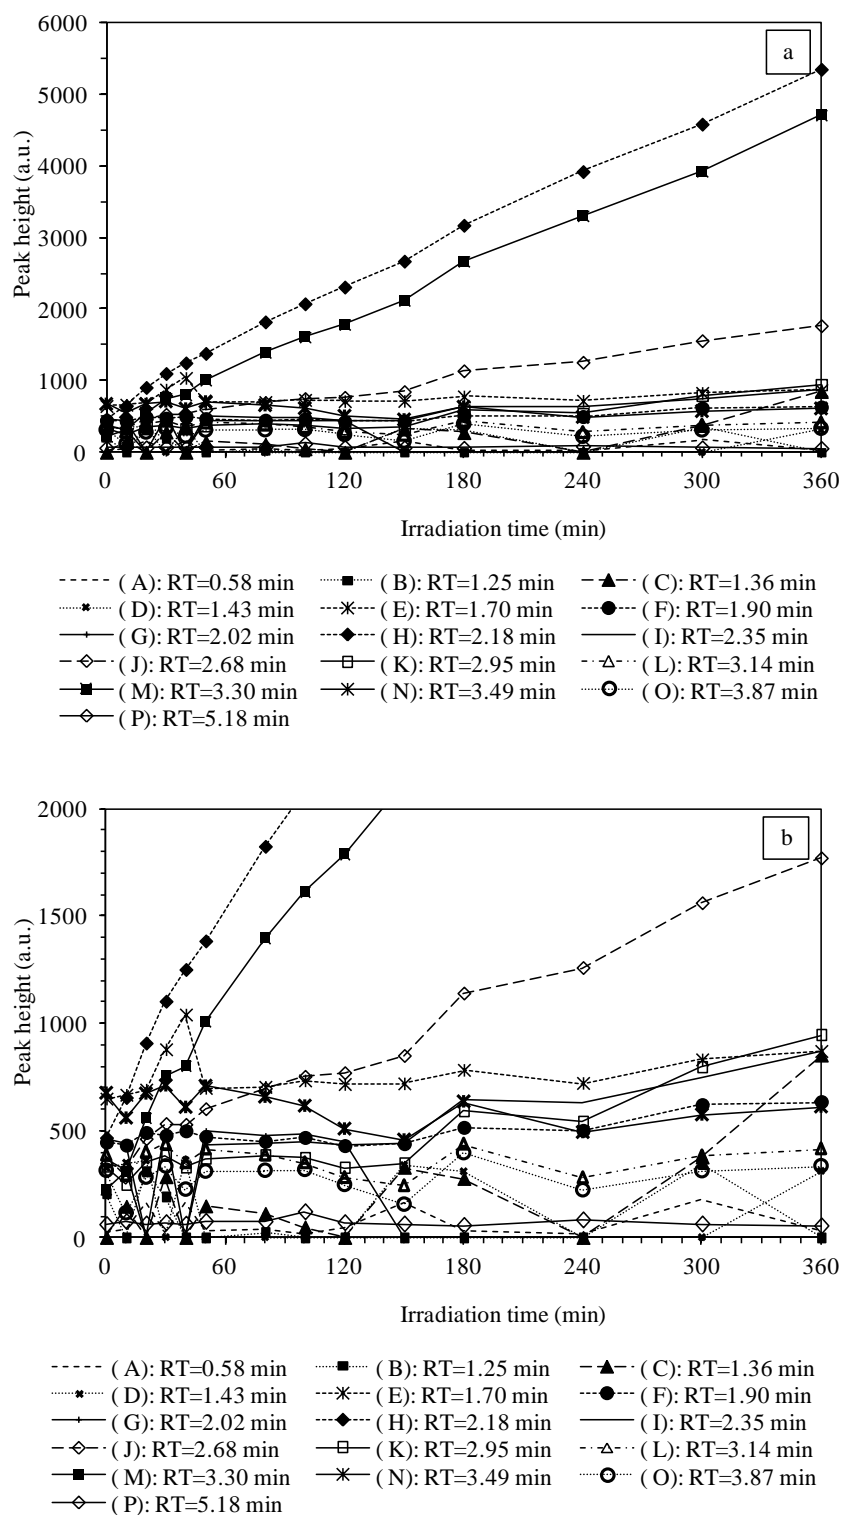 6000
a
5000
4000
3000
2000
1000
0
Peak height (a.u.)
0 60 120 180 240 300 360
Irradiation time (min)
( A): RT=0.58 min ( B): RT=1.25 min ( C): RT=1.36 min
( D): RT=1.43 min ( E): RT=1.70 min ( F): RT=1.90 min
( G): RT=2.02 min ( H): RT=2.18 min ( I): RT=2.35 min
( J): RT=2.68 min ( K): RT=2.95 min ( L): RT=3.14 min
( M): RT=3.30 min ( N): RT=3.49 min ( O): RT=3.87 min
( P): RT=5.18 min
2000
b
1500
1000
500
0
Peak height (a.u.)
0 60 120 180 240 300 360
Irradiation time (min)
( A): RT=0.58 min ( B): RT=1.25 min ( C): RT=1.36 min
( D): RT=1.43 min ( E): RT=1.70 min ( F): RT=1.90 min
( G): RT=2.02 min ( H): RT=2.18 min ( I): RT=2.35 min
( J): RT=2.68 min ( K): RT=2.95 min ( L): RT=3.14 min
( M): RT=3.30 min ( N): RT=3.49 min ( O): RT=3.87 min
( P): RT=5.18 min